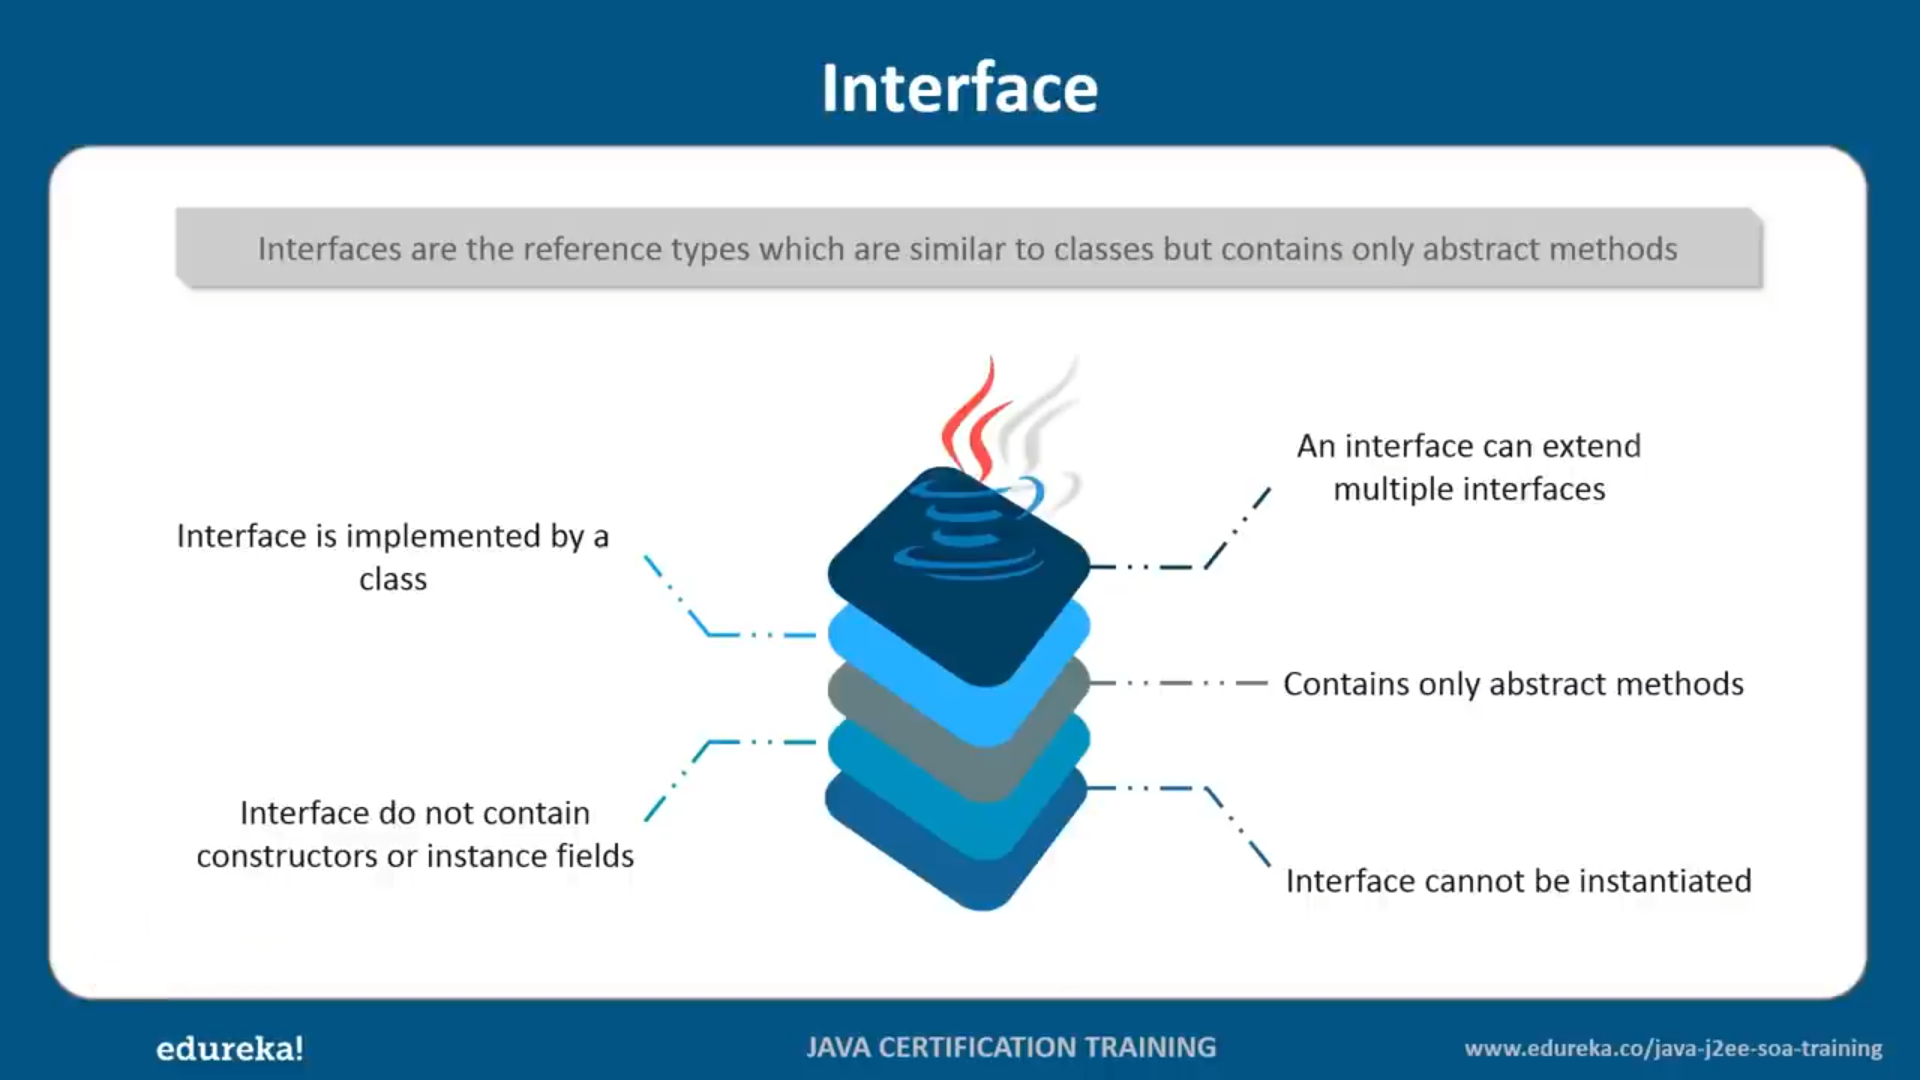 Interface
Interfaces are the reference types which are similar to classes but contains only abstract methods
An interface can extend
multiple interfaces
Interface is implemented by a
class
Contains only abstract methods
Interface do not contain
constructors or instance fields
Interface cannot be instantiated
edureka!
JAVA CERTIFICATION TRAINING
www.edureka.co/java-j2ee-soa-training